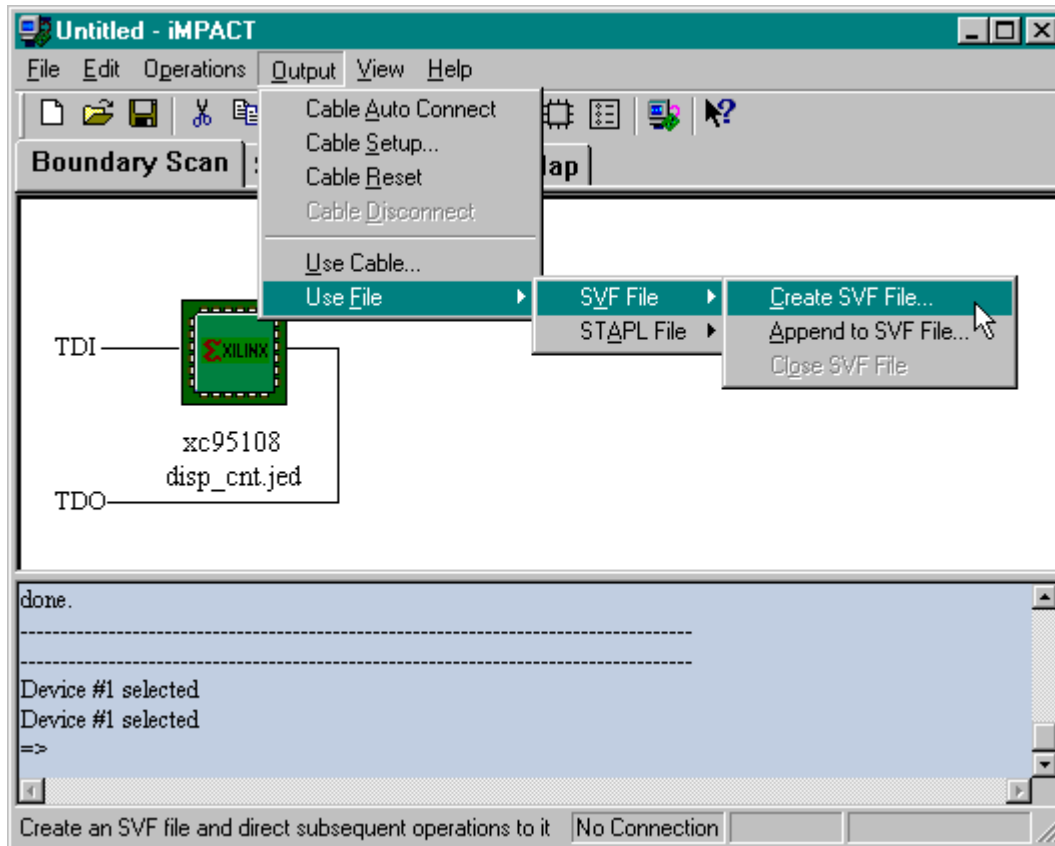 Untitled - iMPACT
File Edit Operations Output View Help
Cable Auto Connect
Cable Setup...
Cable Reset
Cable Disconnect
Use Cable...
Use File
SVF File
STAPL File
Create SVF File...
Append to SVF File...
Close SVF File
Boundary Scan
TDI
XILINX
xc95108
disp_cnt.jed
TDO
done.
--------------------------------------------------------------------------------
--------------------------------------------------------------------------------
Device #1 selected
Device #1 selected
=>
Create an SVF file and direct subsequent operations to it No Connection